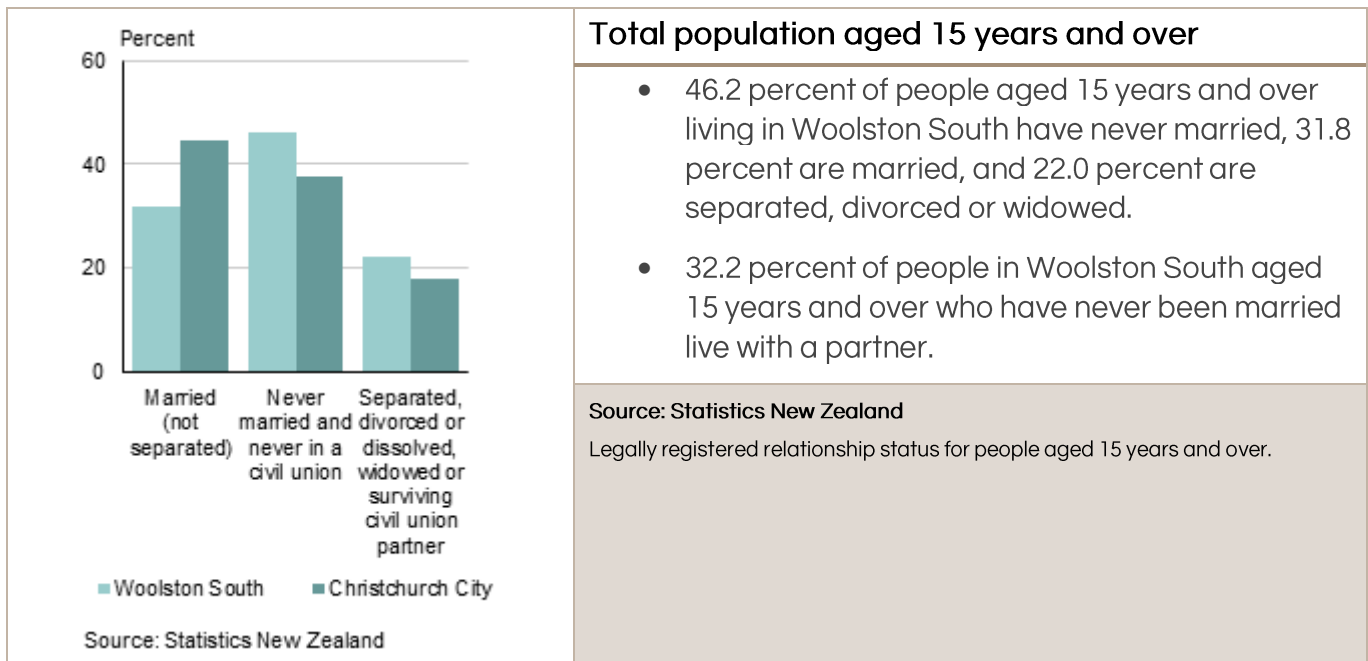 Percent
60
40
20
0
Married
(not
separated)
Never
married and
never in a
civil union
Separated,
divorced or
dissolved,
widowed or
surviving
civil union
partner
Woolston South
Christchurch City
Source: Statistics New Zealand
Total population aged 15 years and over
• 46.2 percent of people aged 15 years and over
living in Woolston South have never married, 31.8
percent are married, and 22.0 percent are
separated, divorced or widowed.
• 32.2 percent of people in Woolston South aged
15 years and over who have never been married
live with a partner.
Source: Statistics New Zealand
Legally registered relationship status for people aged 15 years and over.